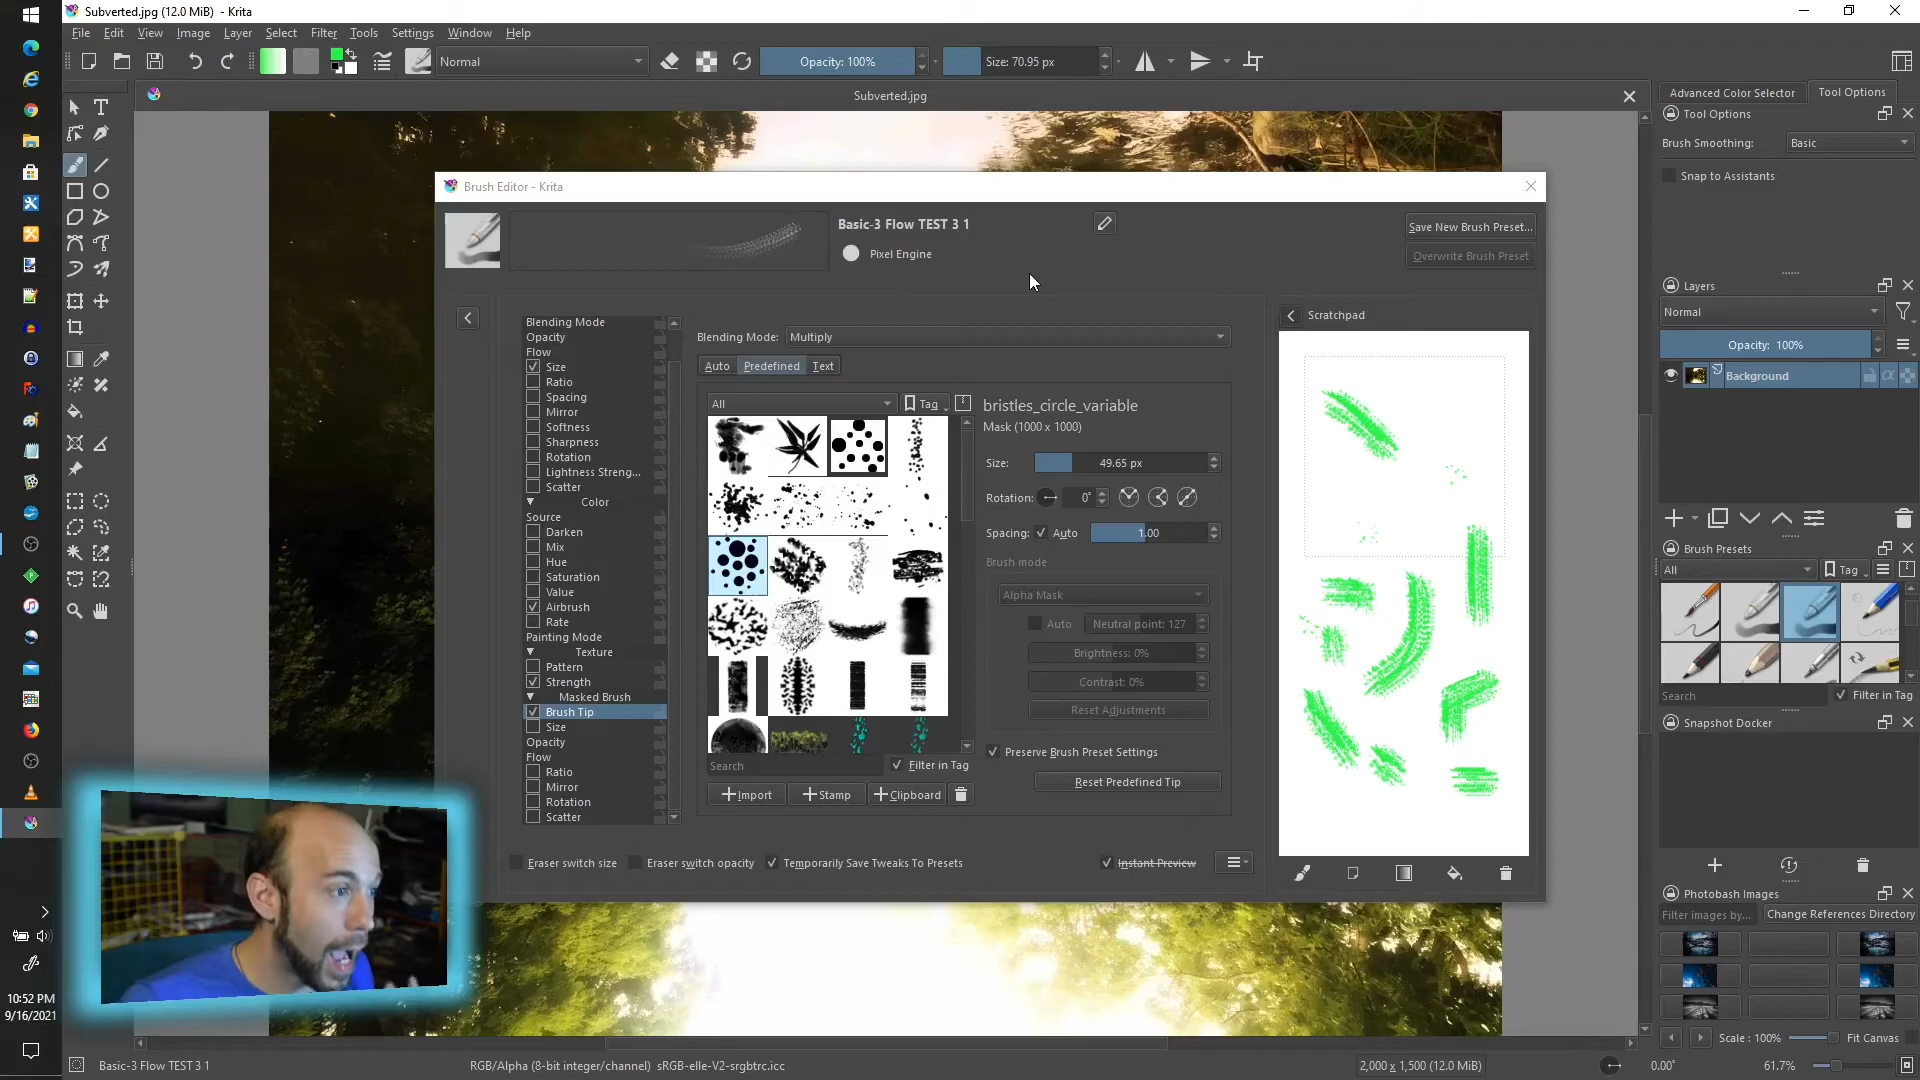 Subverted.jpg (12.0 MiB) - Krita
File Edit View Image Layer Select Filter Tools Settings Window Help
Normal
Opacity: 100%
Size: 70.95 px
Subverted.jpg
Advanced Color Selector
Tool Options
Tool Options
Brush Smoothing: Basic
Snap to Assistants
Brush Editor - Krita
Basic-3 Flow TEST 3 1
Pixel Engine
Save New Brush Preset...
Overwrite Brush Preset
Blending Mode
Opacity
Flow
Size
Ratio
Spacing
Mirror
Softness
Sharpness
Rotation
Lightness Streng...
Scatter
Color
Source
Darken
Mix
Hue
Saturation
Value
Airbrush
Rate
Painting Mode
Texture
Pattern
Strength
Masked Brush
Brush Tip
Size
Opacity
Flow
Ratio
Mirror
Rotation
Scatter
Blending Mode: Multiply
Auto Predefined Text
All
Tag
bristles_circle_variable
Mask (1000 x 1000)
Size: 49.65 px
Rotation: 0°
Spacing: Auto 1.00
Brush mode
Alpha Mask
Auto Neutral point: 127
Brightness: 0%
Contrast: 0%
Reset Adjustments
Preserve Brush Preset Settings
Reset Predefined Tip
Search
Filter in Tag
Import
Stamp
Clipboard
Eraser switch size
Eraser switch opacity
Temporarily Save Tweaks To Presets
Instant Preview
Scratchpad
Layers
Normal
Opacity: 100%
Background
Brush Presets
All
Tag
Search
Filter in Tag
Snapshot Docker
Photobash Images
Filter images by...
Change References Directory
Scale : 100%
Fit Canvas
10:52 PM
9/16/2021
Basic-3 Flow TEST 3 1
RGB/Alpha (8-bit integer/channel) sRGB-elle-V2-srgbtrc.icc
2,000 x 1,500 (12.0 MiB)
0.00°
61.7%